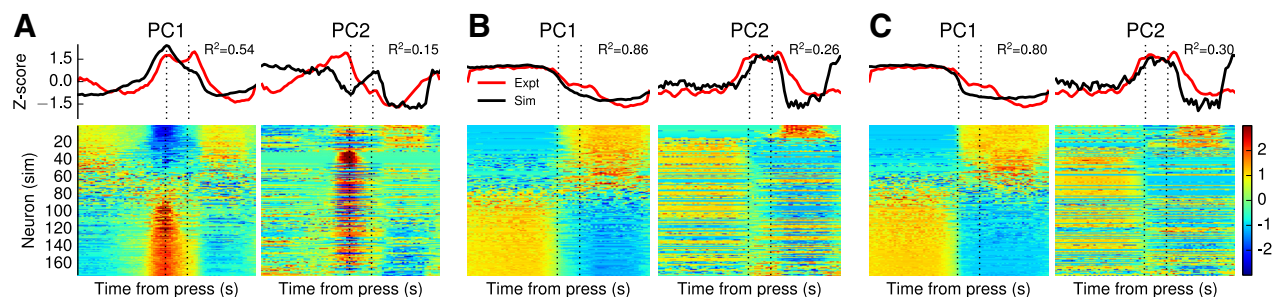 A
PC1
PC2
R²=0.54
R²=0.15
Z-score
1.5
0.0
−1.5
B
PC1
PC2
R²=0.86
R²=0.26
Expt
Sim
C
PC1
PC2
R²=0.80
R²=0.30
Neuron (sim)
20
40
60
80
100
120
140
160
Time from press (s)
Time from press (s)
Time from press (s)
Time from press (s)
Time from press (s)
Time from press (s)
2
1
0
-1
-2